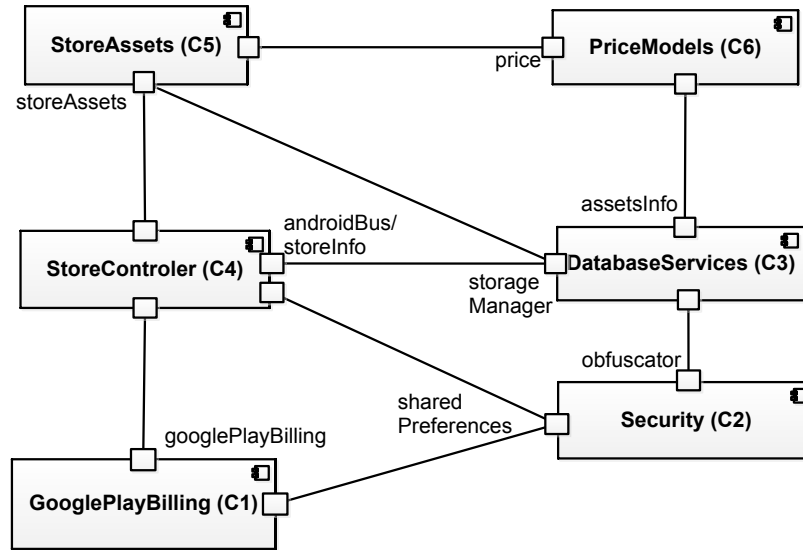 StoreAssets (C5)
PriceModels (C6)
price
storeAssets
androidBus/
storeInfo
assetsInfo
StoreControler (C4)
DatabaseServices (C3)
storage
Manager
obfuscator
shared
Preferences
Security (C2)
googlePlayBilling
GooglePlayBilling (C1)